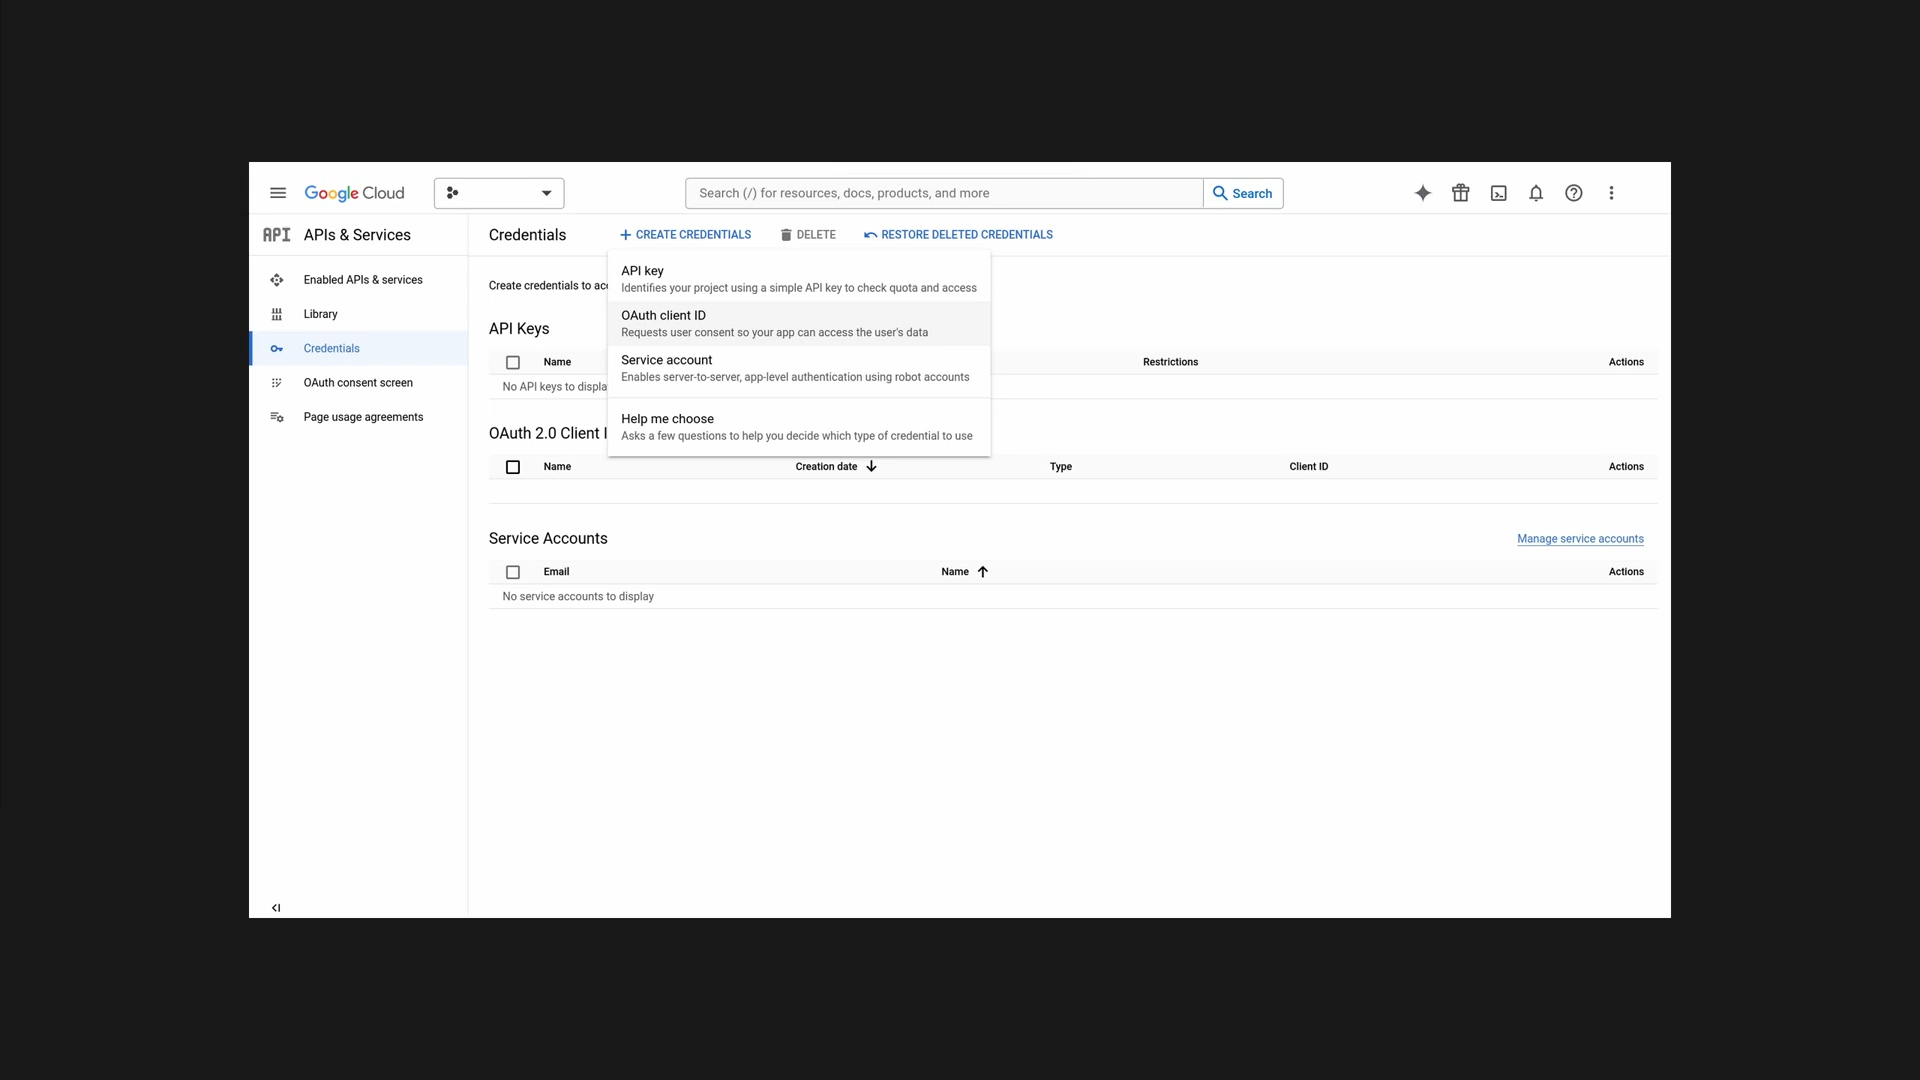 Google Cloud
Search (/) for resources, docs, products, and more
Search
API
APIs & Services
Credentials
CREATE CREDENTIALS
DELETE
RESTORE DELETED CREDENTIALS
Enabled APIs & services
Library
Credentials
OAuth consent screen
Page usage agreements
Create credentials to
API key
Identifies your project using a simple API key to check quota and access
OAuth client ID
Requests user consent so your app can access the user's data
Service account
Enables server-to-server, app-level authentication using robot accounts
Help me choose
Asks a few questions to help you decide which type of credential to use
API Keys
Name
Restrictions
Actions
No API keys to displa
OAuth 2.0 Client I
Name
Creation date
Type
Client ID
Actions
Service Accounts
Manage service accounts
Email
Name
Actions
No service accounts to display